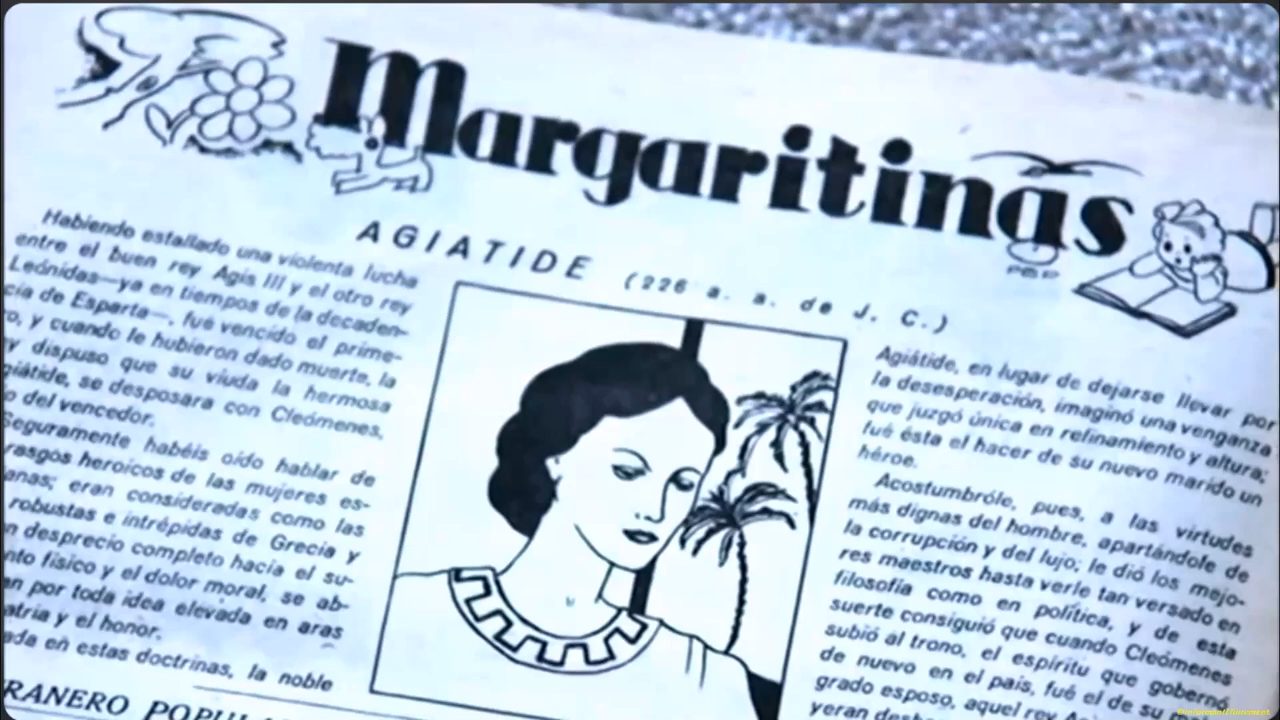 Margaritinas
PEP
AGIATIDE (226 a. a. de J. C.)
Habiendo estallado una violenta lucha
entre el buen rey Agis III y el otro rey
Leónidas—ya en tiempos de la decaden-
cia de Esparta—, fué vencido el prime-
ro, y cuando le hubieron dado muerte, la
y dispuso que su viuda la hermosa
giátide, se desposara con Cleómenes,
o del vencedor.
Seguramente habéis oído hablar de
rasgos heroicos de las mujeres es-
anas; eran consideradas como las
robustas e intrépidas de Grecia y
n desprecio completo hacia el su-
nto físico y el dolor moral, se ab-
an por toda idea elevada en aras
atria y el honor.
ada en estas doctrinas, la noble
Agiátide, en lugar de dejarse llevar por
la desesperación, imaginó una venganza
que juzgó única en refinamiento y altura;
fué ésta el hacer de su nuevo marido un
héroe.
Acostumbróle, pues, a las virtudes
más dignas del hombre, apartándole de
la corrupción y del lujo; le dió los mejo-
res maestros hasta verle tan versado en
filosofía como en política, y de esta
suerte consiguió que cuando Cleómenes
subió al trono, el espíritu que gobernó
de nuevo en el país, fué el de su
grado esposo, aquel rey
yeran
RANERO